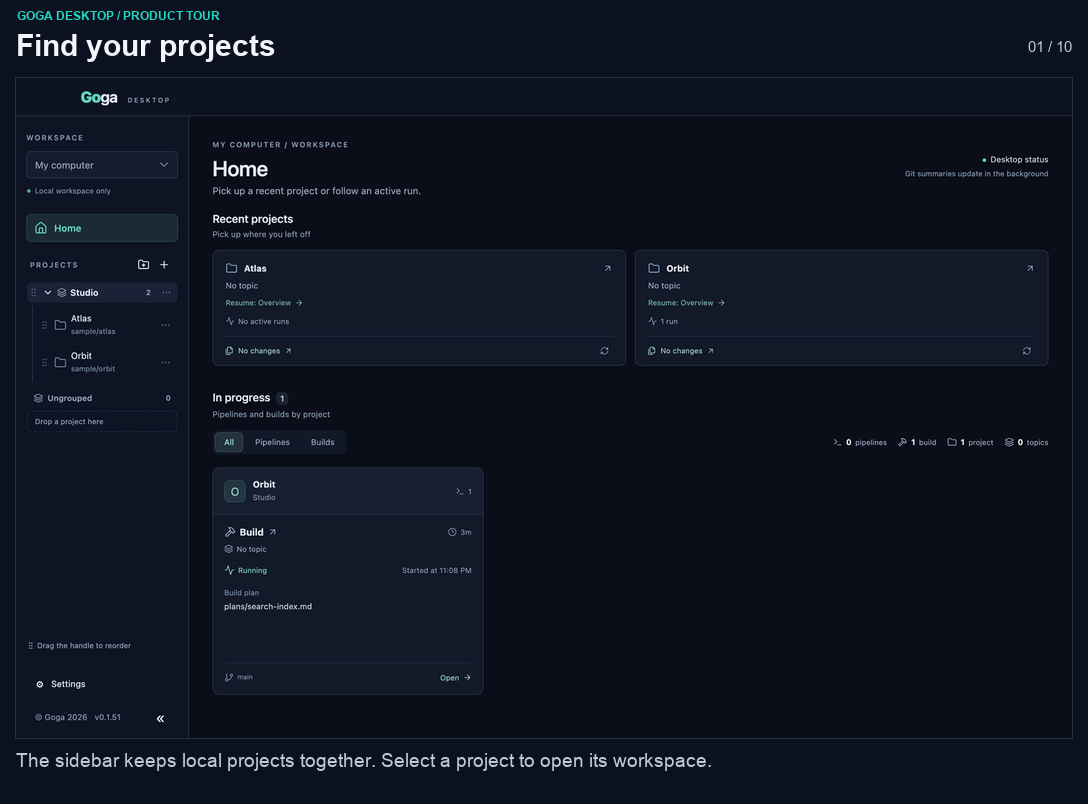 GOGA DESKTOP / PRODUCT TOUR
Find your projects
01 / 10
Goga DESKTOP
WORKSPACE
My computer
Local workspace only
Home
PROJECTS
Studio 2
Atlas
sample/atlas
Orbit
sample/orbit
Ungrouped 0
Drop a project here
Drag the handle to reorder
Settings
© Goga 2026 v0.1.51
MY COMPUTER / WORKSPACE
Home
Pick up a recent project or follow an active run.
Desktop status
Git summaries update in the background
Recent projects
Pick up where you left off
Atlas
No topic
Resume: Overview
No active runs
No changes
Orbit
No topic
Resume: Overview
1 run
No changes
In progress 1
Pipelines and builds by project
All Pipelines Builds
0 pipelines 1 build 1 project 0 topics
O
Orbit
Studio
1
Build
3m
No topic
Running
Started at 11:08 PM
Build plan
plans/search-index.md
main
Open
The sidebar keeps local projects together. Select a project to open its workspace.